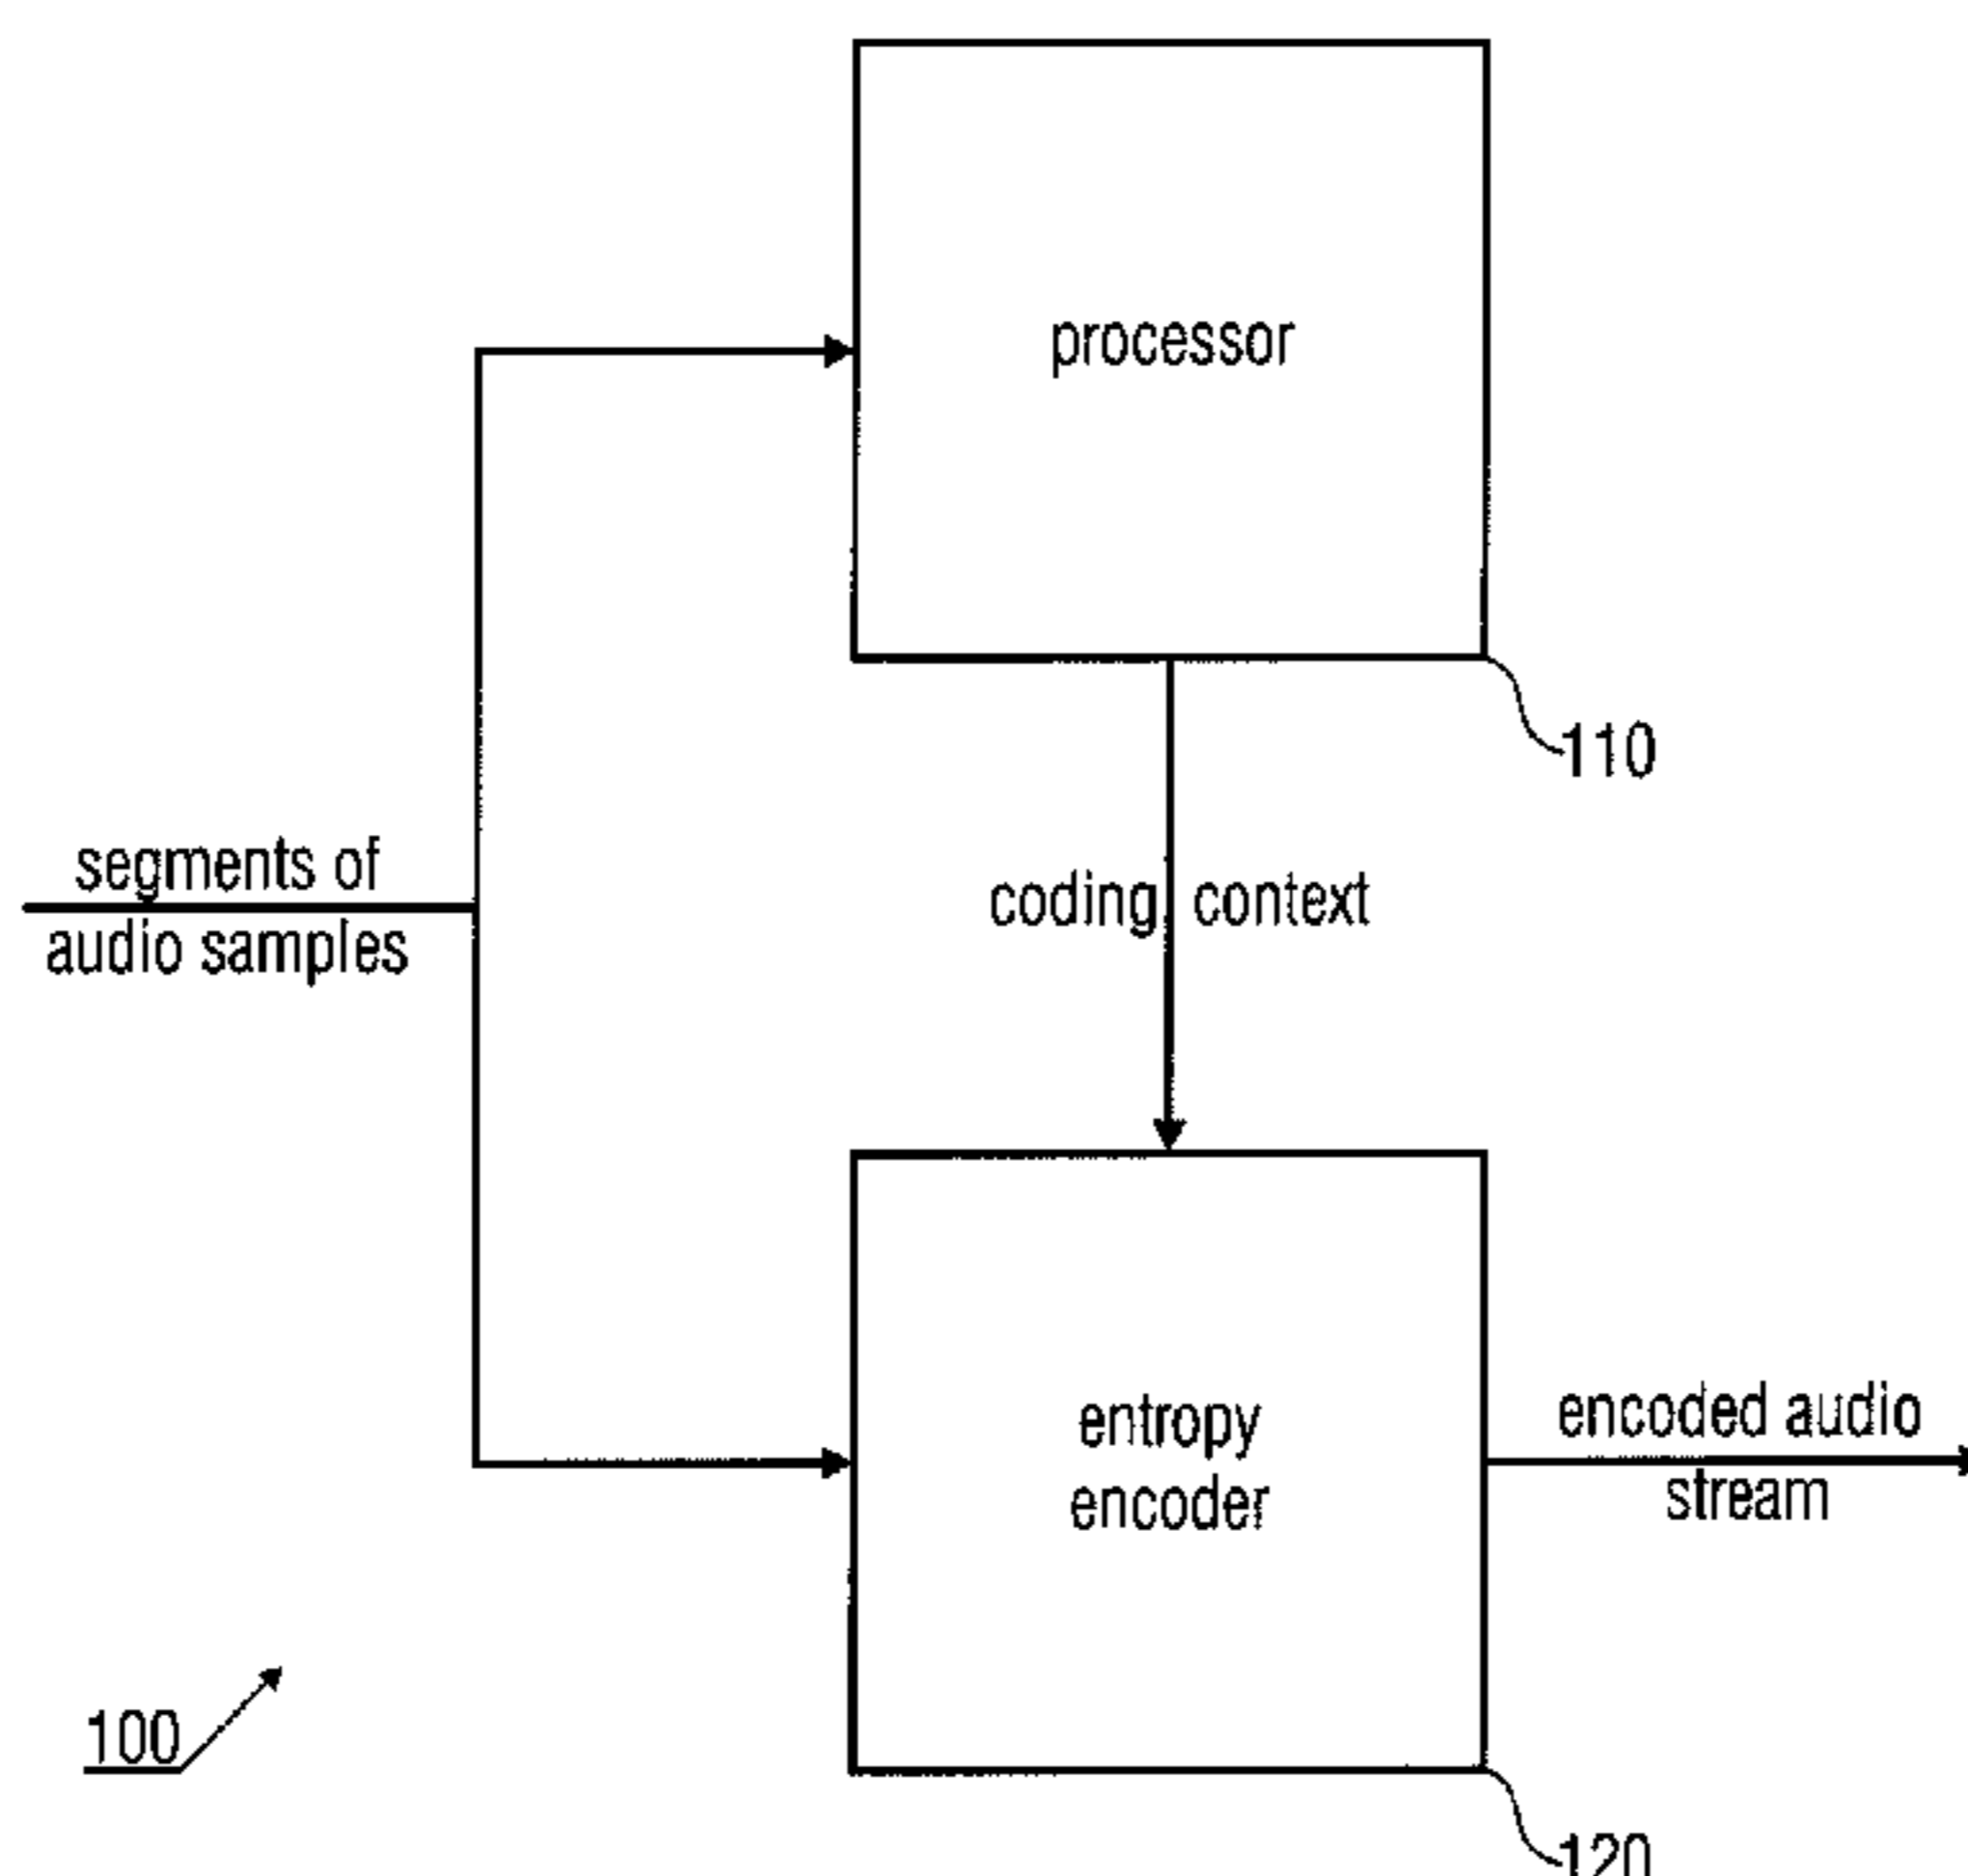 processor
110
segments of
audio samples
coding context
entropy
encoder
encoded audio
stream
100
120